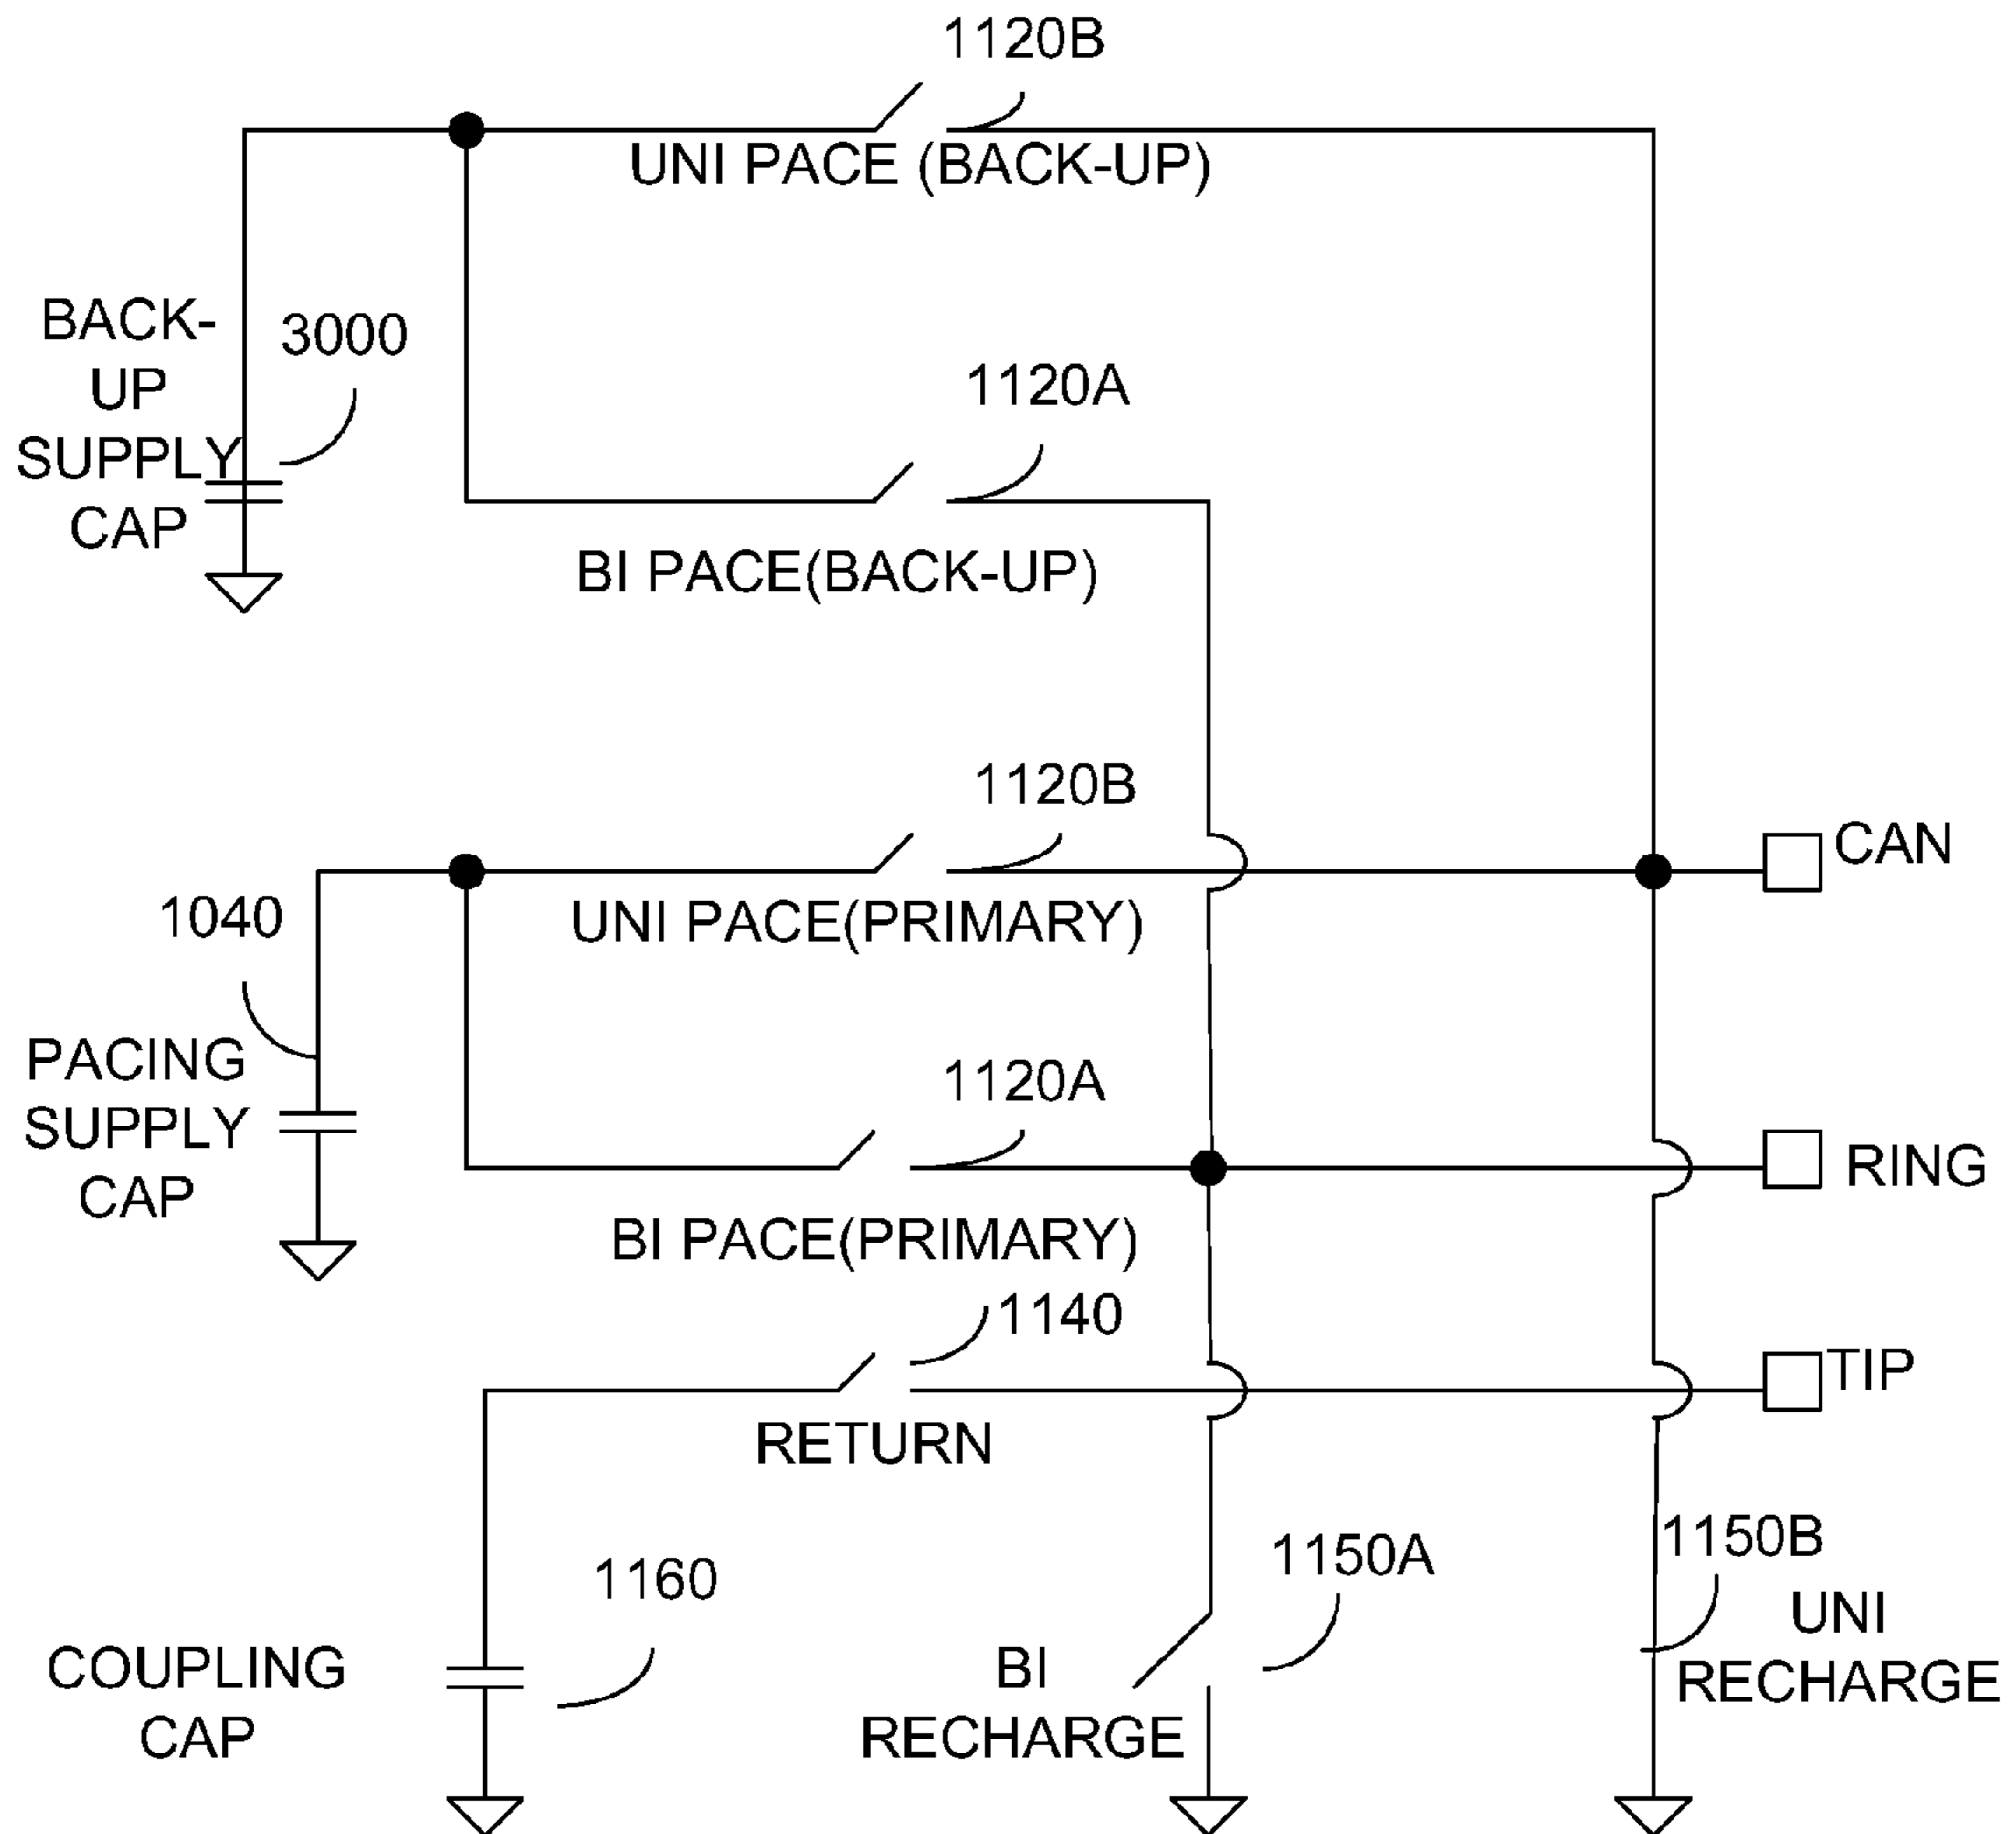 1120B
UNI PACE (BACK-UP)
BACK-
UP
SUPPLY
CAP
3000
1120A
BI PACE(BACK-UP)
1120B
CAN
1040
UNI PACE(PRIMARY)
PACING
SUPPLY
CAP
1120A
RING
BI PACE(PRIMARY)
1140
TIP
RETURN
1160
1150A
1150B
UNI
RECHARGE
COUPLING
CAP
BI
RECHARGE